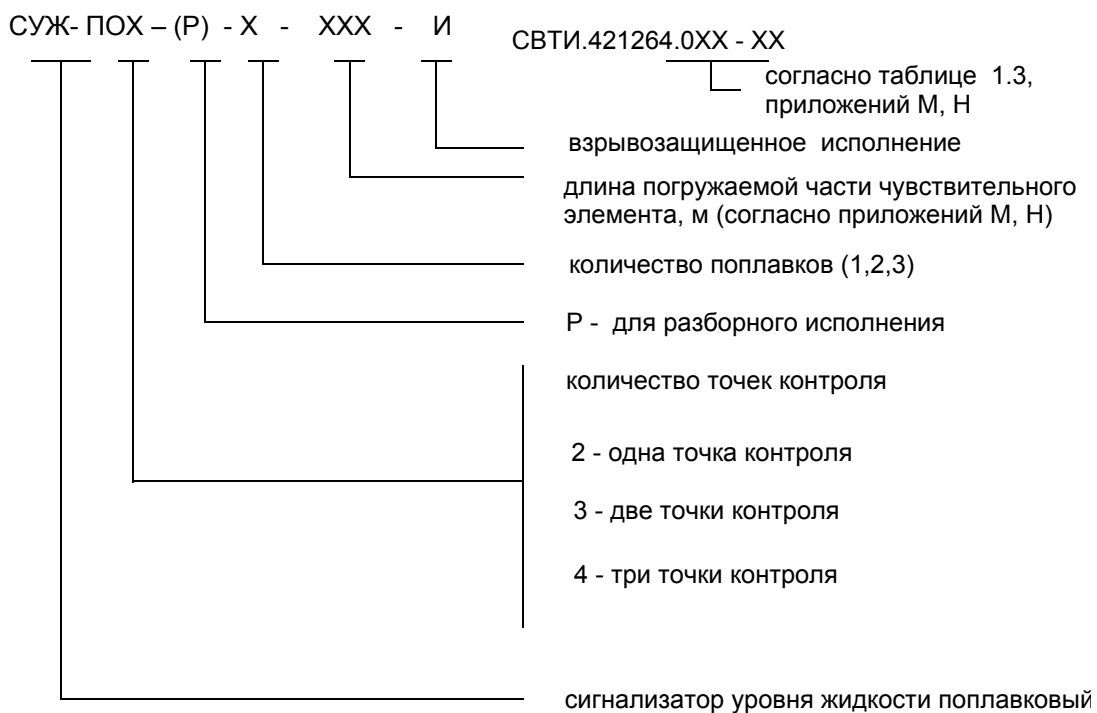 СУЖ- ПОХ – (Р) - Х - ХХХ - И
СВТИ.421264.0ХХ - ХХ
согласно таблице 1.3,
приложений М, Н
взрывозащищенное исполнение
длина погружаемой части чувствительного
элемента, м (согласно приложений М, Н)
количество поплавков (1,2,3)
Р - для разборного исполнения
количество точек контроля
2 - одна точка контроля
3 - две точки контроля
4 - три точки контроля
сигнализатор уровня жидкости поплавковый